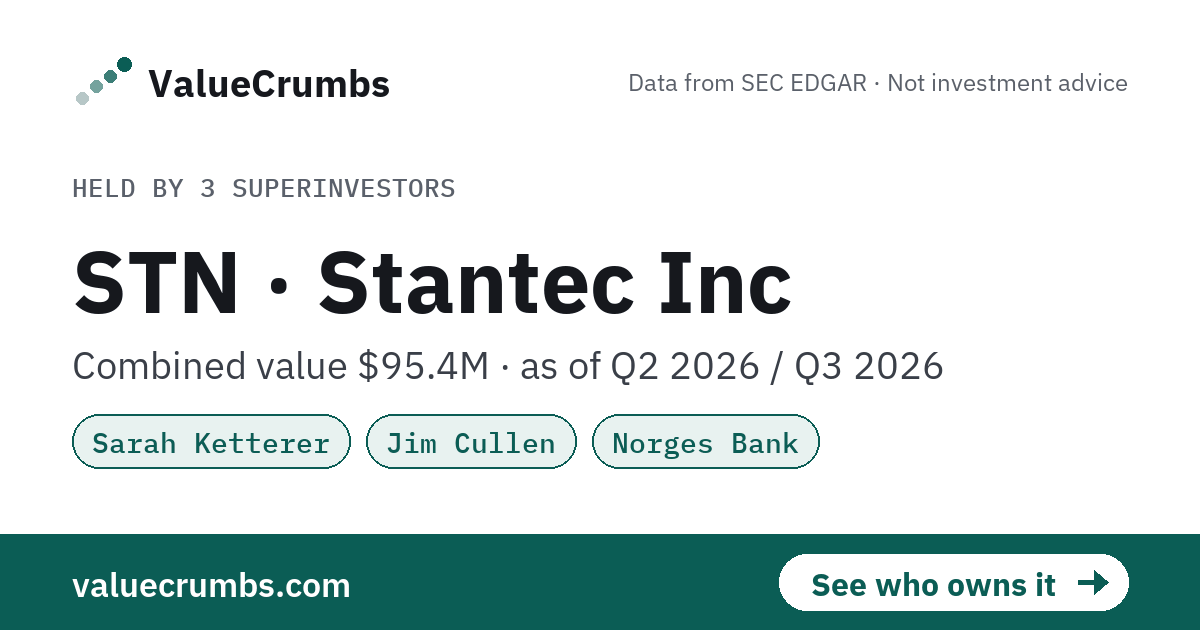 ValueCrumbs
Data from SEC EDGAR · Not investment advice
HELD BY 3 SUPERINVESTORS
STN · Stantec Inc
Combined value $95.4M · as of Q2 2026 / Q3 2026
Sarah Ketterer Jim Cullen Norges Bank
valuecrumbs.com
See who owns it →